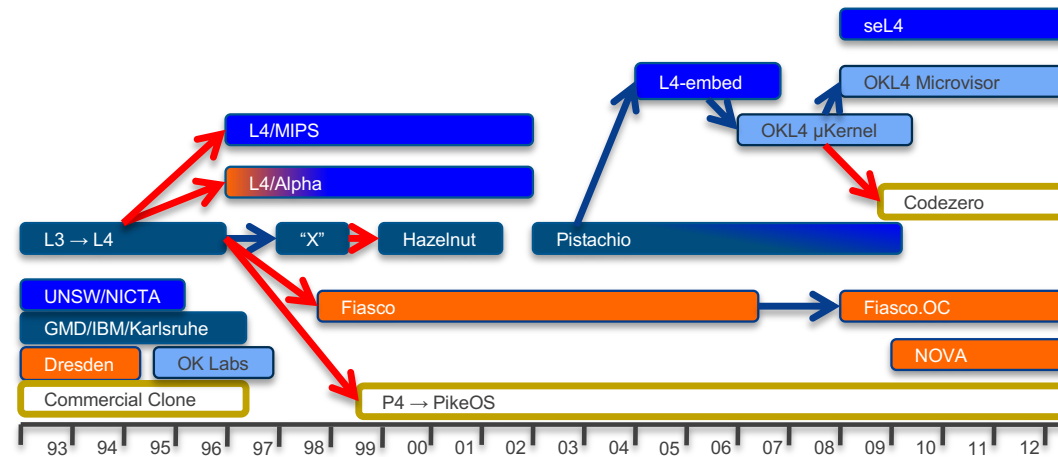 seL4
L4-embed
OKL4 Microvisor
L4/MIPS
OKL4 µKernel
L4/Alpha
Codezero
L3 → L4
“X”
Hazelnut
Pistachio
UNSW/NICTA
Fiasco
Fiasco.OC
GMD/IBM/Karlsruhe
Dresden
OK Labs
NOVA
Commercial Clone
P4 → PikeOS
93 94 95 96 97 98 99 00 01 02 03 04 05 06 07 08 09 10 11 12